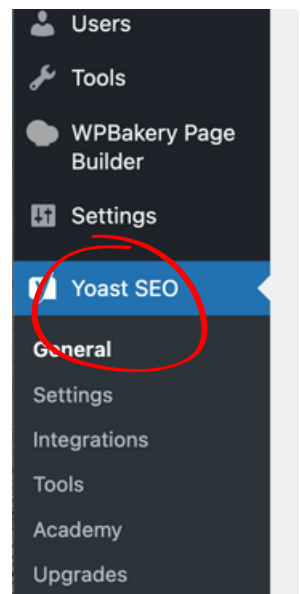 Users
Tools
WPBakery Page
Builder
Settings
Yoast SEO
General
Settings
Integrations
Tools
Academy
Upgrades